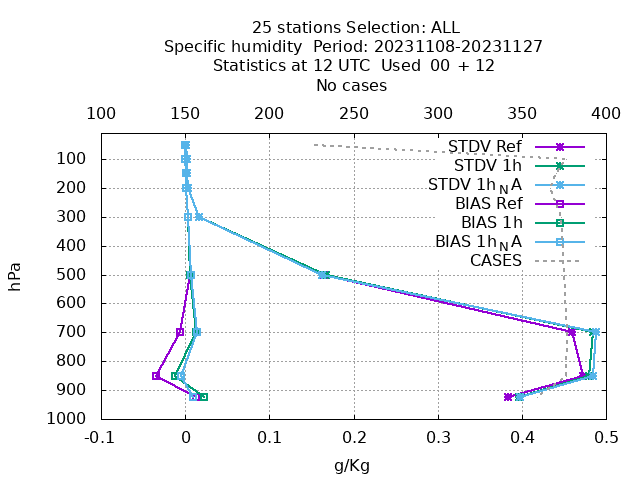 25 stations Selection: ALL
Specific humidity  Period: 20231108-20231127
Statistics at 12 UTC  Used  00 + 12
No cases
100 150 200 250 300 350 400
STDV Ref
STDV 1h
STDV 1h_NA
BIAS Ref
BIAS 1h
BIAS 1h_NA
CASES
100
200
300
400
500
600
700
800
900
1000
hPa
-0.1 0 0.1 0.2 0.3 0.4 0.5
g/Kg